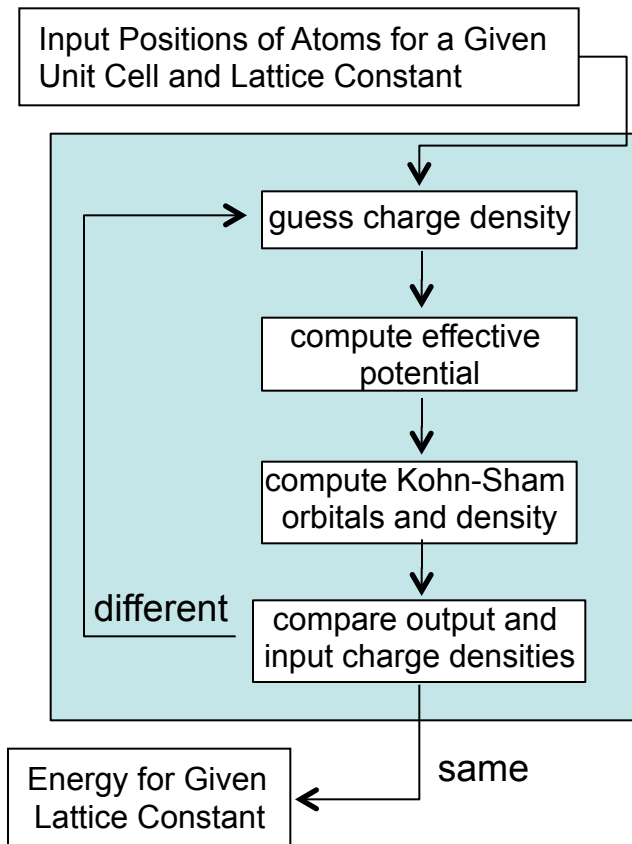 Input Positions of Atoms for a Given
Unit Cell and Lattice Constant
guess charge density
compute effective
potential
compute Kohn-Sham
orbitals and density
different
compare output and
input charge densities
same
Energy for Given
Lattice Constant